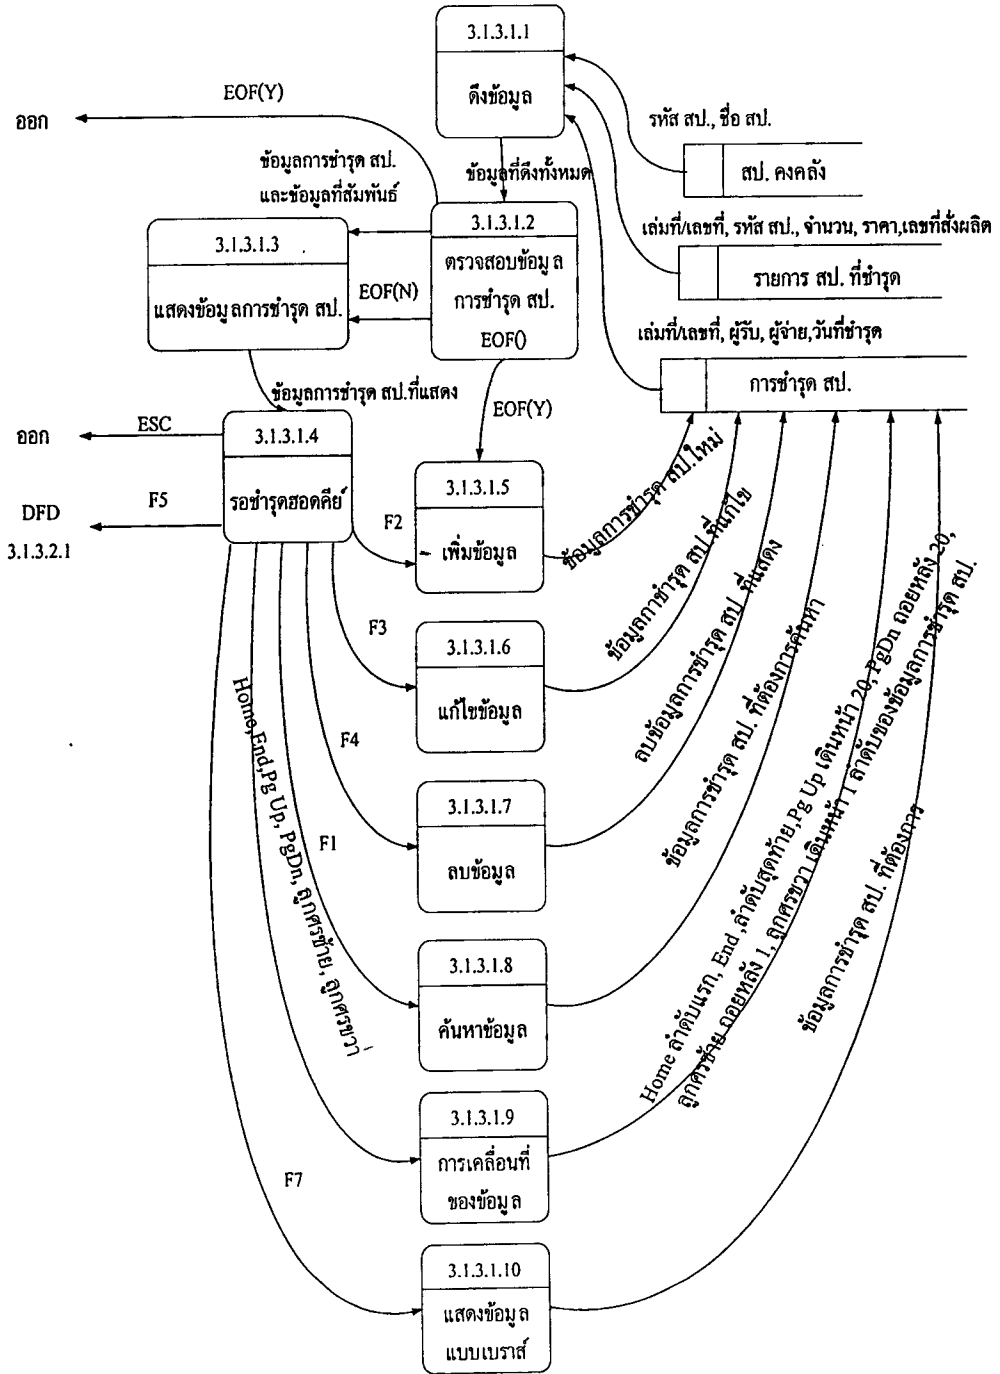 3.1.3.1.1
ดึงข้อมูล
EOF(Y)
ออก
รหัส สป., ชื่อ สป.
สป. คงคลัง
ข้อมูลการชำรุด สป.
และข้อมูลที่สัมพันธ์
ข้อมูลที่ดึงทั้งหมด
3.1.3.1.2
ตรวจสอบข้อมูล
การชำรุด สป.
EOF()
3.1.3.1.3
แสดงข้อมูลการชำรุด สป.
EOF(N)
เล่มที่/เลขที่, รหัส สป., จำนวน, ราคา,เลขที่สั่งผลิต
รายการ สป. ที่ชำรุด
เล่มที่/เลขที่, ผู้รับ, ผู้จ่าย,วันที่ชำรุด
การชำรุด สป.
ข้อมูลการชำรุด สป.ที่แสดง
EOF(Y)
ออก
ESC
3.1.3.1.4
รอชำรุดฮอดคีย์
DFD
3.1.3.2.1
F5
F2
3.1.3.1.5
เพิ่มข้อมูล
ข้อมูลการชำรุด สป.ใหม่
F3
3.1.3.1.6
แก้ไขข้อมูล
ข้อมูลกาชำรุด สป.ที่แก้ไข
F4
3.1.3.1.7
ลบข้อมูล
ลบข้อมูลการชำรุด สป. ที่แสดง
F1
3.1.3.1.8
ค้นหาข้อมูล
ข้อมูลการชำรุด สป. ที่ต้องการค้นหา
Home,End,Pg Up, PgDn, ลูกศรซ้าย, ลูกศรขวา
3.1.3.1.9
การเคลื่อนที่
ของข้อมูล
Home ลำดับแรก, End ,ลำดับสุดท้าย,Pg Up เดินหน้า 20, PgDn ถอยหลัง 20,
ลูกศรซ้าย ถอยหลัง 1, ลูกศรขวา เดินหน้า 1 ลำดับของข้อมูลการชำรุด สป.
F7
3.1.3.1.10
แสดงข้อมูล
แบบเบราส์
ข้อมูลการชำรุด สป. ที่ต้องการ